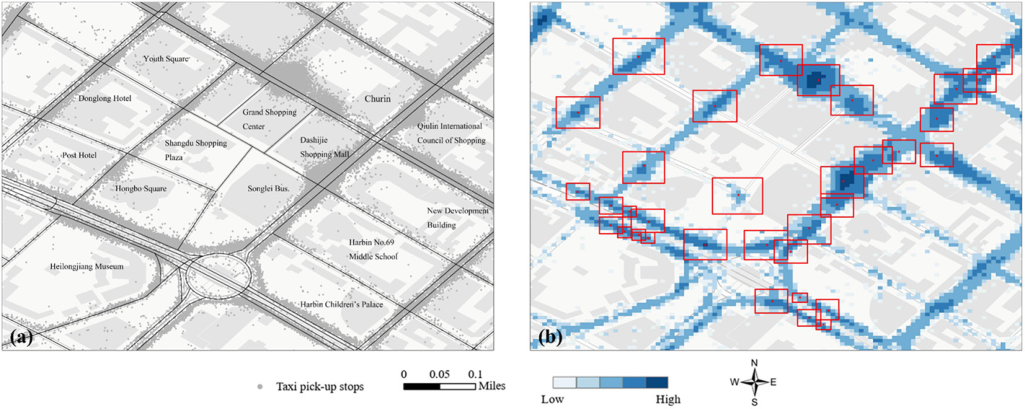 Youth Square
Donglong Hotel
Churin
Grand Shopping
Center
Qiulin International
Council of Shopping
Shangdu Shopping
Plaza
Dashijie
Shopping Mall
Post Hotel
Hongbo Square
Songlei Bus.
New Development
Building
Harbin No.69
Middle School
Heilongjiang Museum
Harbin Children's Palace
(a)
(b)
Taxi pick-up stops
0 0.05 0.1
Miles
Low High
N
W E
S